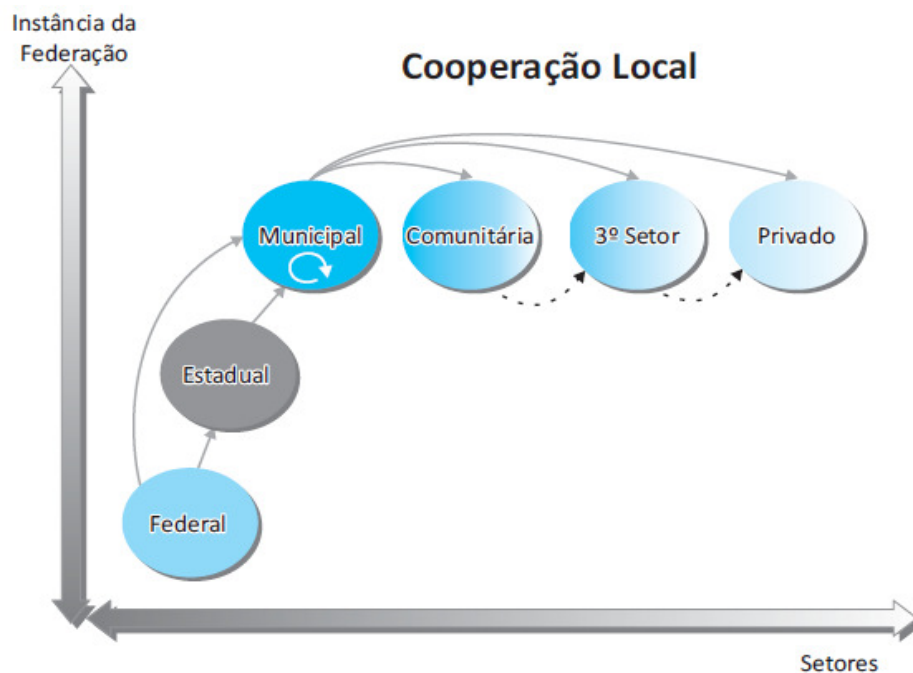 Instância da
Federação
Cooperação Local
Municipal
Comunitária
3º Setor
Privado
Estadual
Federal
Setores